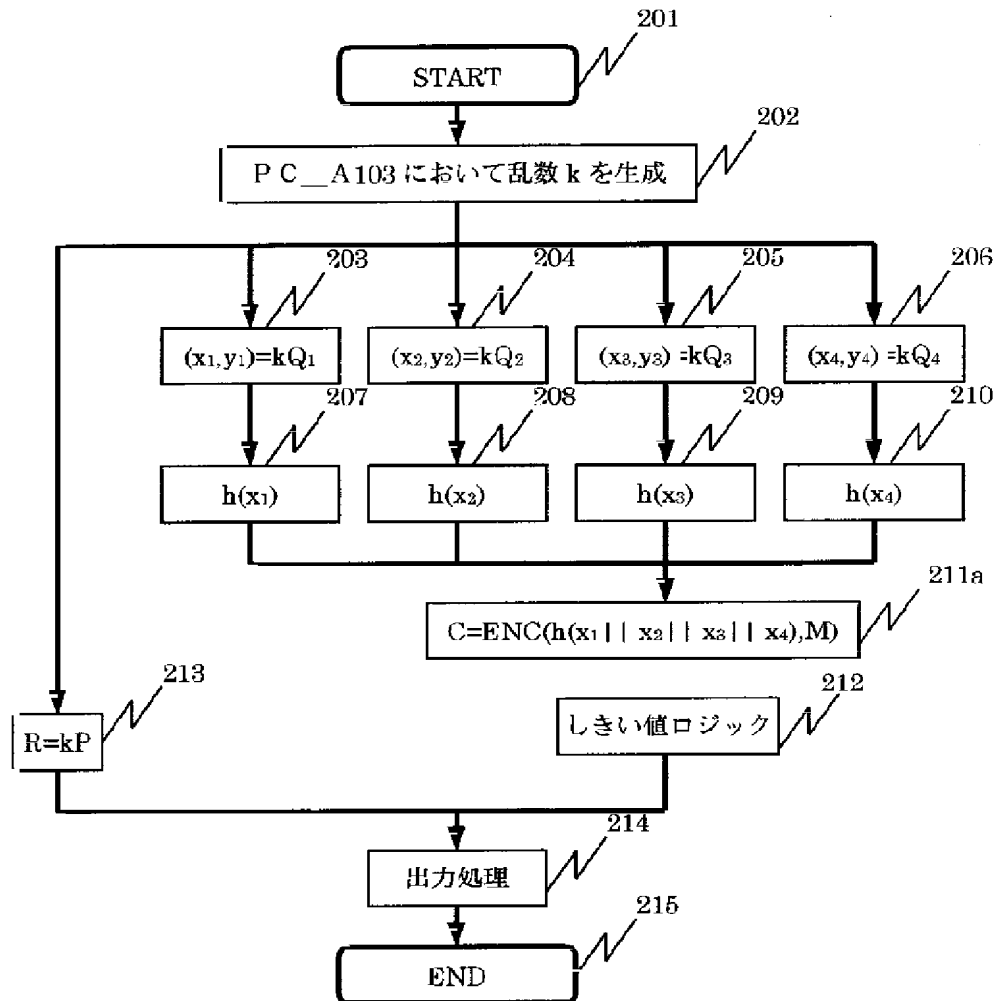 201
START
202
PC__A103において乱数kを生成
203
204
205
206
(x1,y1)=kQ1
(x2,y2)=kQ2
(x3,y3)=kQ3
(x4,y4)=kQ4
207
208
209
210
h(x1)
h(x2)
h(x3)
h(x4)
211a
C=ENC(h(x1|| x2|| x3|| x4),M)
213
212
R=kP
しきい値ロジック
214
出力処理
215
END